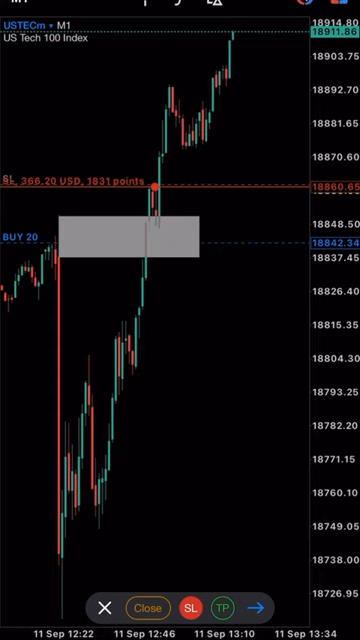 USTECm M1
US Tech 100 Index
18914.80
18911.86
18903.75
18892.70
18881.65
18870.60
SL
SL, 366.20 USD, 1831 points
18860.65
18848.50
BUY 20
18842.34
18837.45
18826.40
18815.35
18804.30
18793.25
18782.20
18771.15
18760.10
18749.05
18738.00
18726.95
Close
SL
TP
11 Sep 12:22
11 Sep 12:46
11 Sep 13:10
11 Sep 13:34